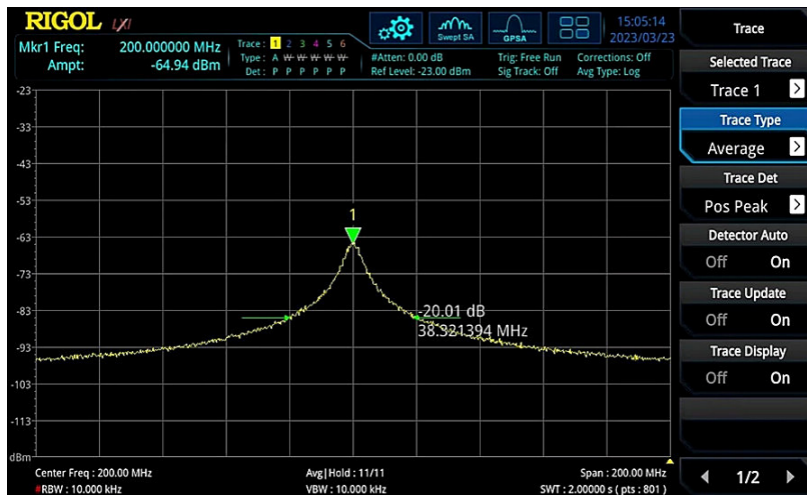 RIGOL LXI
Swept SA
GPSA
15:05:14
2023/03/23
Mkr1 Freq: 200.000000 MHz
Ampt: -64.94 dBm
Trace : 1 2 3 4 5 6
Type : A W W W W W
Det : P P P P P P
#Atten: 0.00 dB
Ref Level: -23.00 dBm
Trig: Free Run
Sig Track: Off
Corrections: Off
Avg Type: Log
-23
-33
-43
-53
-63
-73
-83
-93
-103
-113
dBm
1
-20.01 dB
38.321394 MHz
Center Freq : 200.00 MHz
Avg|Hold : 11/11
Span : 200.00 MHz
#RBW : 10.000 kHz
VBW : 10.000 kHz
SWT : 2.00000 s ( pts : 801 )
Trace
Selected Trace
Trace 1 >
Trace Type
Average >
Trace Det
Pos Peak >
Detector Auto
Off On
Trace Update
Off On
Trace Display
Off On
1/2